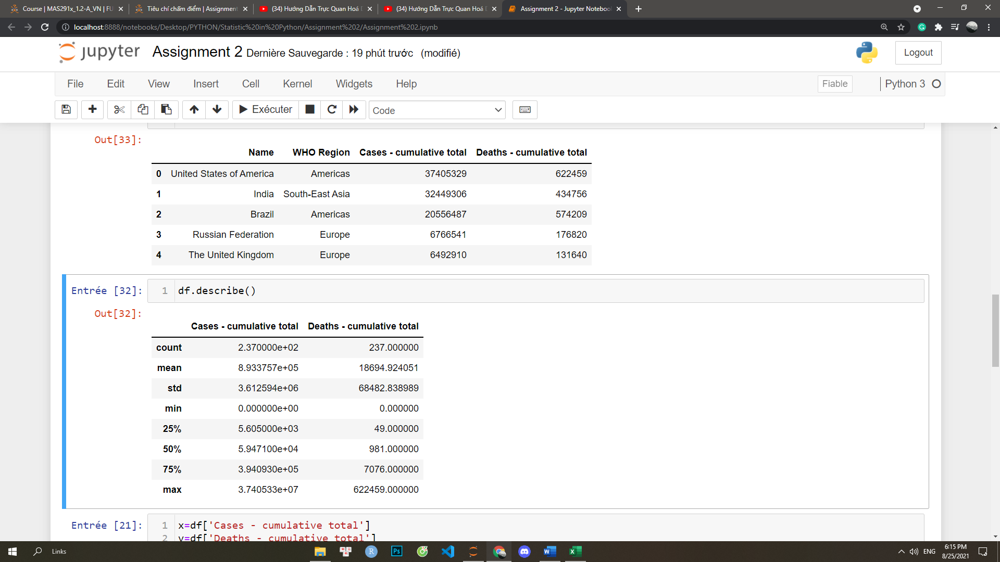 Course | MAS291x_1.2-A_VN | FU
Tiêu chí chấm điểm | Assignment
(34) Hướng Dẫn Trực Quan Hoá
(34) Hướng Dẫn Trực Quan Hoá
Assignment 2 - Jupyter Notebook
localhost:8888/notebooks/Desktop/PYTHON/Statistic%20in%20Python/Assignment%202/Assignment%202.ipynb
jupyter Assignment 2 Dernière Sauvegarde : 19 phút trước (modifié)
Logout
File Edit View Insert Cell Kernel Widgets Help
Fiable
Python 3
Exécuter
Code
Out[33]:
Name WHO Region Cases - cumulative total Deaths - cumulative total
0 United States of America Americas 37405329 622459
1 India South-East Asia 32449306 434756
2 Brazil Americas 20556487 574209
3 Russian Federation Europe 6766541 176820
4 The United Kingdom Europe 6492910 131640
Entrée [32]: 1 df.describe()
Out[32]:
Cases - cumulative total Deaths - cumulative total
count 2.370000e+02 237.000000
mean 8.933757e+05 18694.924051
std 3.612594e+06 68482.838989
min 0.000000e+00 0.000000
25% 5.605000e+03 49.000000
50% 5.947100e+04 981.000000
75% 3.940930e+05 7076.000000
max 3.740533e+07 622459.000000
Entrée [21]: 1 x=df['Cases - cumulative total']
2 y=df['Deaths - cumulative total']
Links
R
Ps
ENG
6:15 PM
8/25/2021